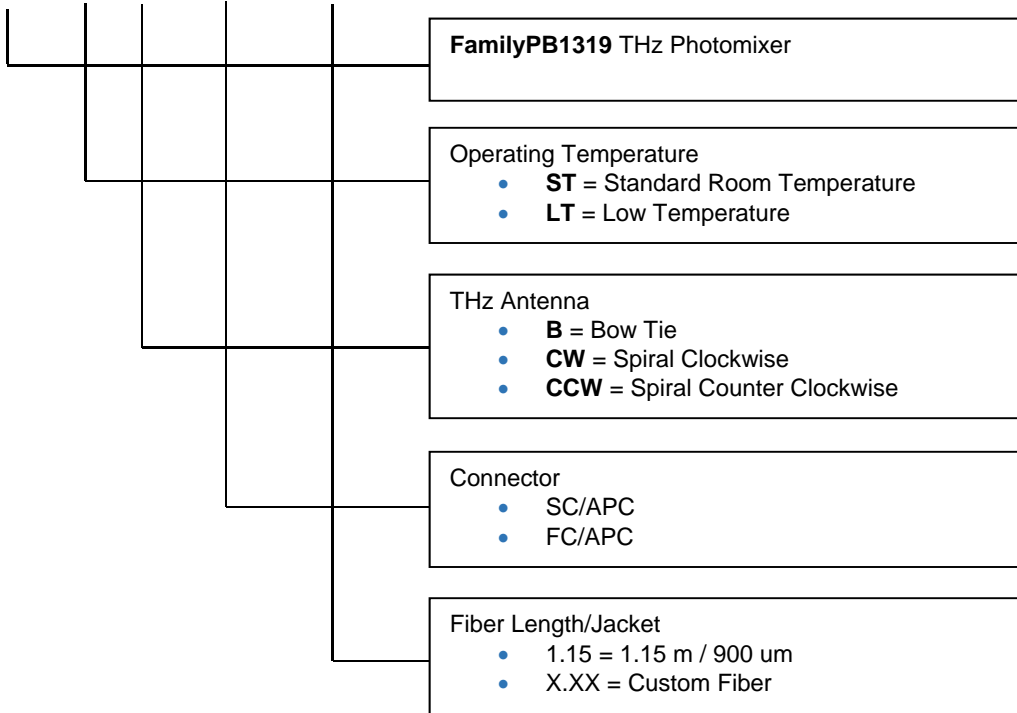 FamilyPB1319 THz Photomixer
Operating Temperature
• ST = Standard Room Temperature
• LT = Low Temperature
THz Antenna
• B = Bow Tie
• CW = Spiral Clockwise
• CCW = Spiral Counter Clockwise
Connector
• SC/APC
• FC/APC
Fiber Length/Jacket
• 1.15 = 1.15 m / 900 um
• X.XX = Custom Fiber